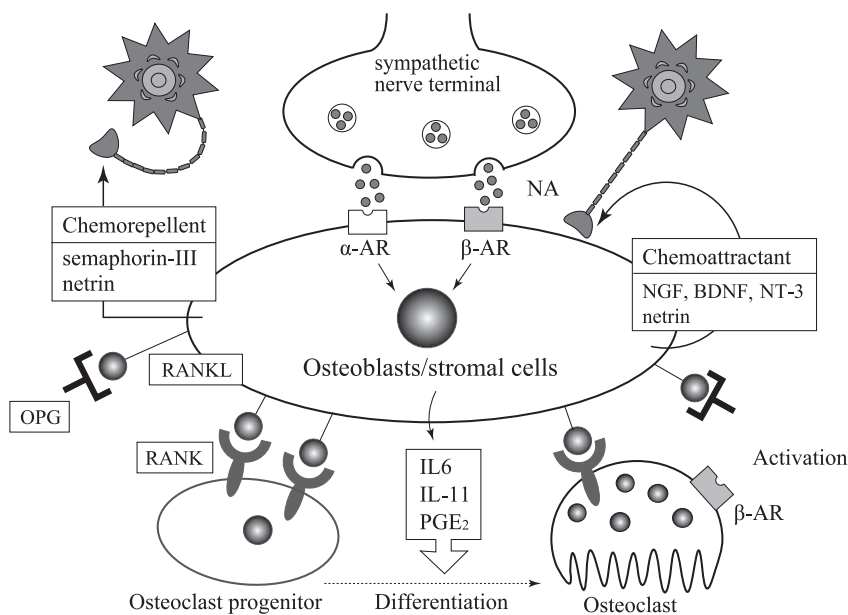 sympathetic
nerve terminal
NA
Chemorepellent
semaphorin-III
netrin
α-AR
β-AR
Chemoattractant
NGF, BDNF, NT-3
netrin
Osteoblasts/stromal cells
RANKL
OPG
RANK
IL6
IL-11
PGE₂
Activation
β-AR
Osteoclast progenitor
Differentiation
Osteoclast